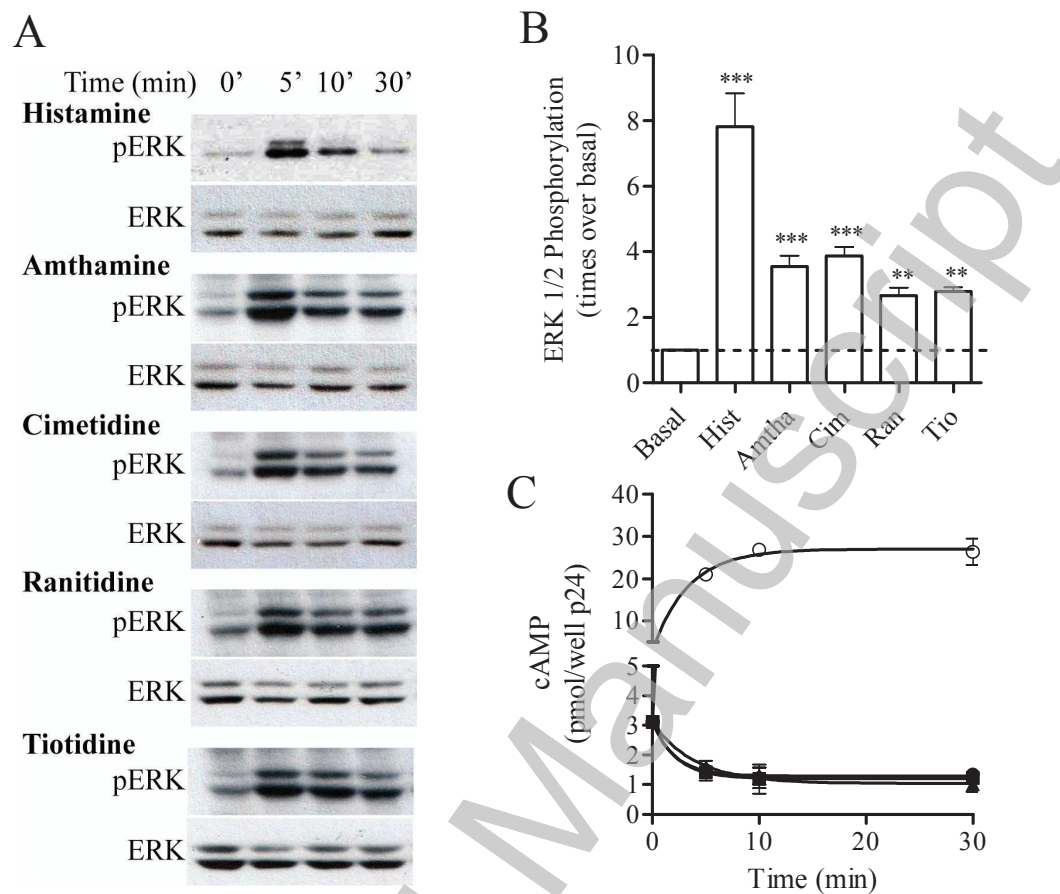 A
Time (min) 0’ 5’ 10’ 30’
Histamine
pERK
ERK
Amthamine
pERK
ERK
Cimetidine
pERK
ERK
Ranitidine
pERK
ERK
Tiotidine
pERK
ERK
B
ERK 1/2 Phosphorylation
(times over basal)
10
8
6
4
2
0
***
***
***
**
**
Basal
Hist
Amtha
Cim
Ran
Tio
C
cAMP
(pmol/well p24)
40
30
20
10
5
4
3
2
1
0
0 10 20 30
Time (min)
Manuscript